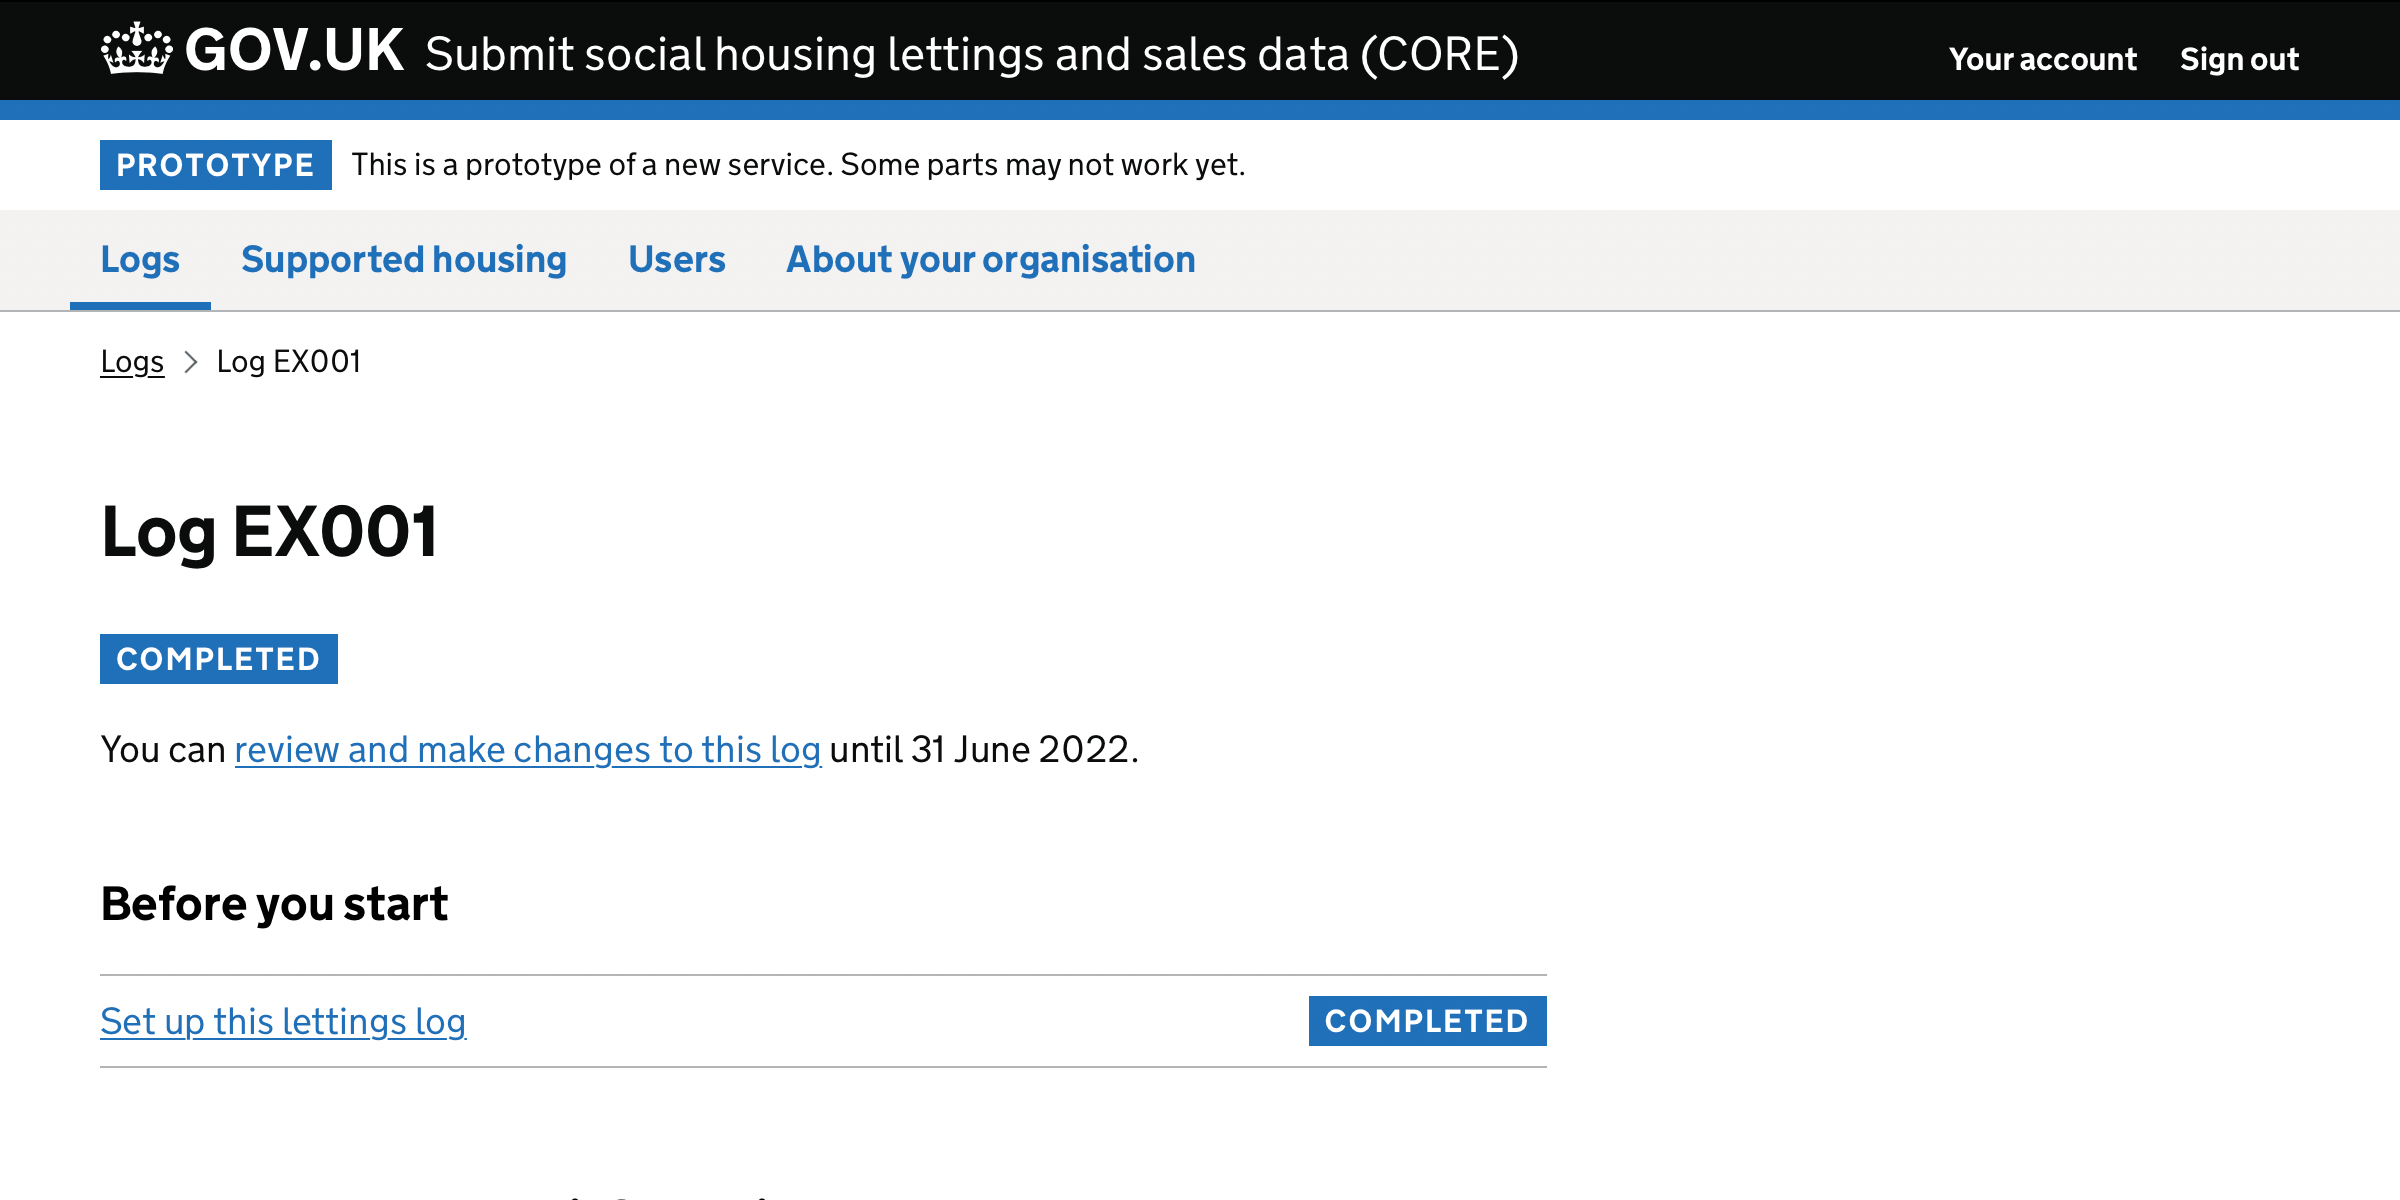 GOV.UK Submit social housing lettings and sales data (CORE) Your account Sign out
PROTOTYPE This is a prototype of a new service. Some parts may not work yet.
Logs Supported housing Users About your organisation
Logs > Log EX001
Log EX001
COMPLETED
You can review and make changes to this log until 31 June 2022.
Before you start
Set up this lettings log COMPLETED